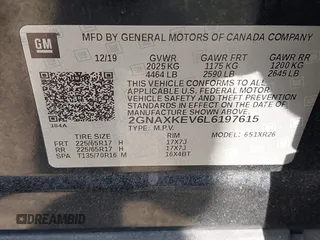 MFD BY GENERAL MOTORS OF CANADA COMPANY
GM
12/19 GVWR GAWR FRT GAWR RR
2025 KG 1175 KG 1200 KG
4464 LB 2590 LB 2645 LB
THIS VEHICLE CONFORMS TO ALL
APPLICABLE U.S. FEDERAL MOTOR
VEHICLE SAFETY AND THEFT PREVENTION
STANDARDS IN EFFECT ON THE DATE OF
MANUFACTURE SHOWN ABOVE.
2GNAXKEV6L6197615
TYPE: M.P.V. MODEL:
TIRE SIZE RIM
FRT 225/65R17 H 17X7J
RR 225/65R17 H 17X7J
SPA T135/70R16 M 16X4BT
DREAMBID